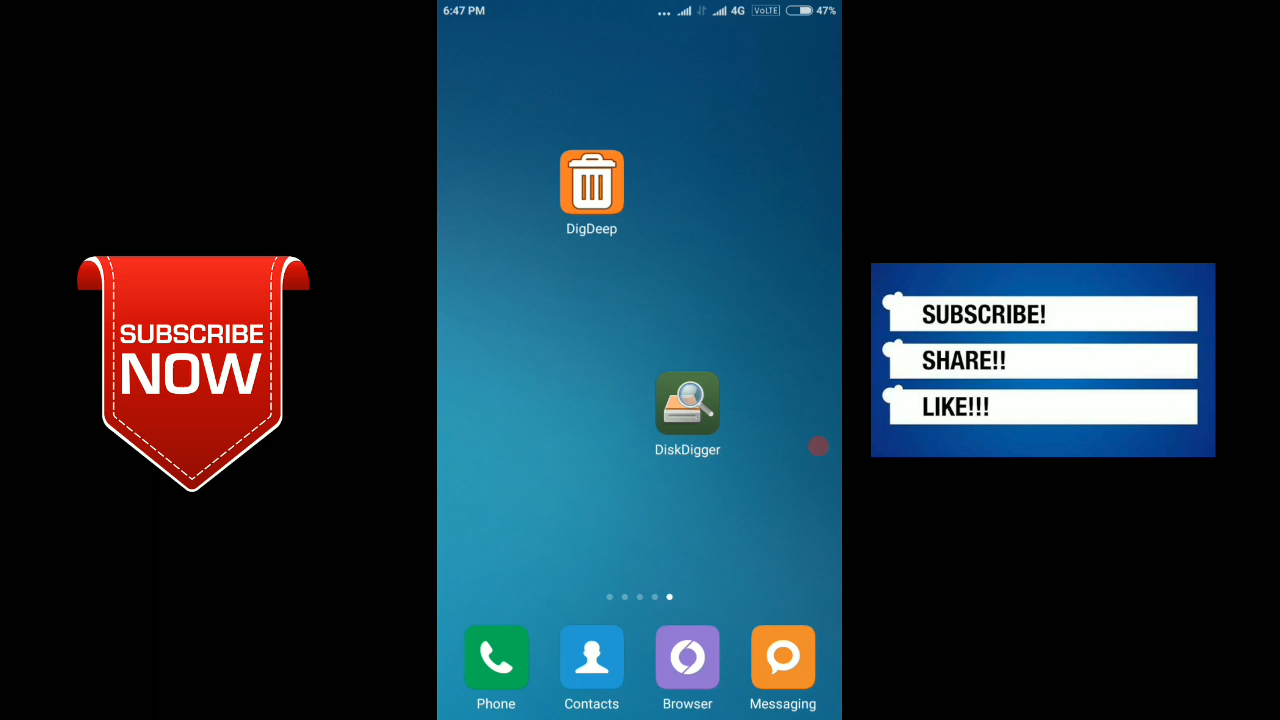 6:47 PM
... 4G VoLTE 47%
DigDeep
SUBSCRIBE
NOW
SUBSCRIBE!
SHARE!!
LIKE!!!
DiskDigger
Phone
Contacts
Browser
Messaging